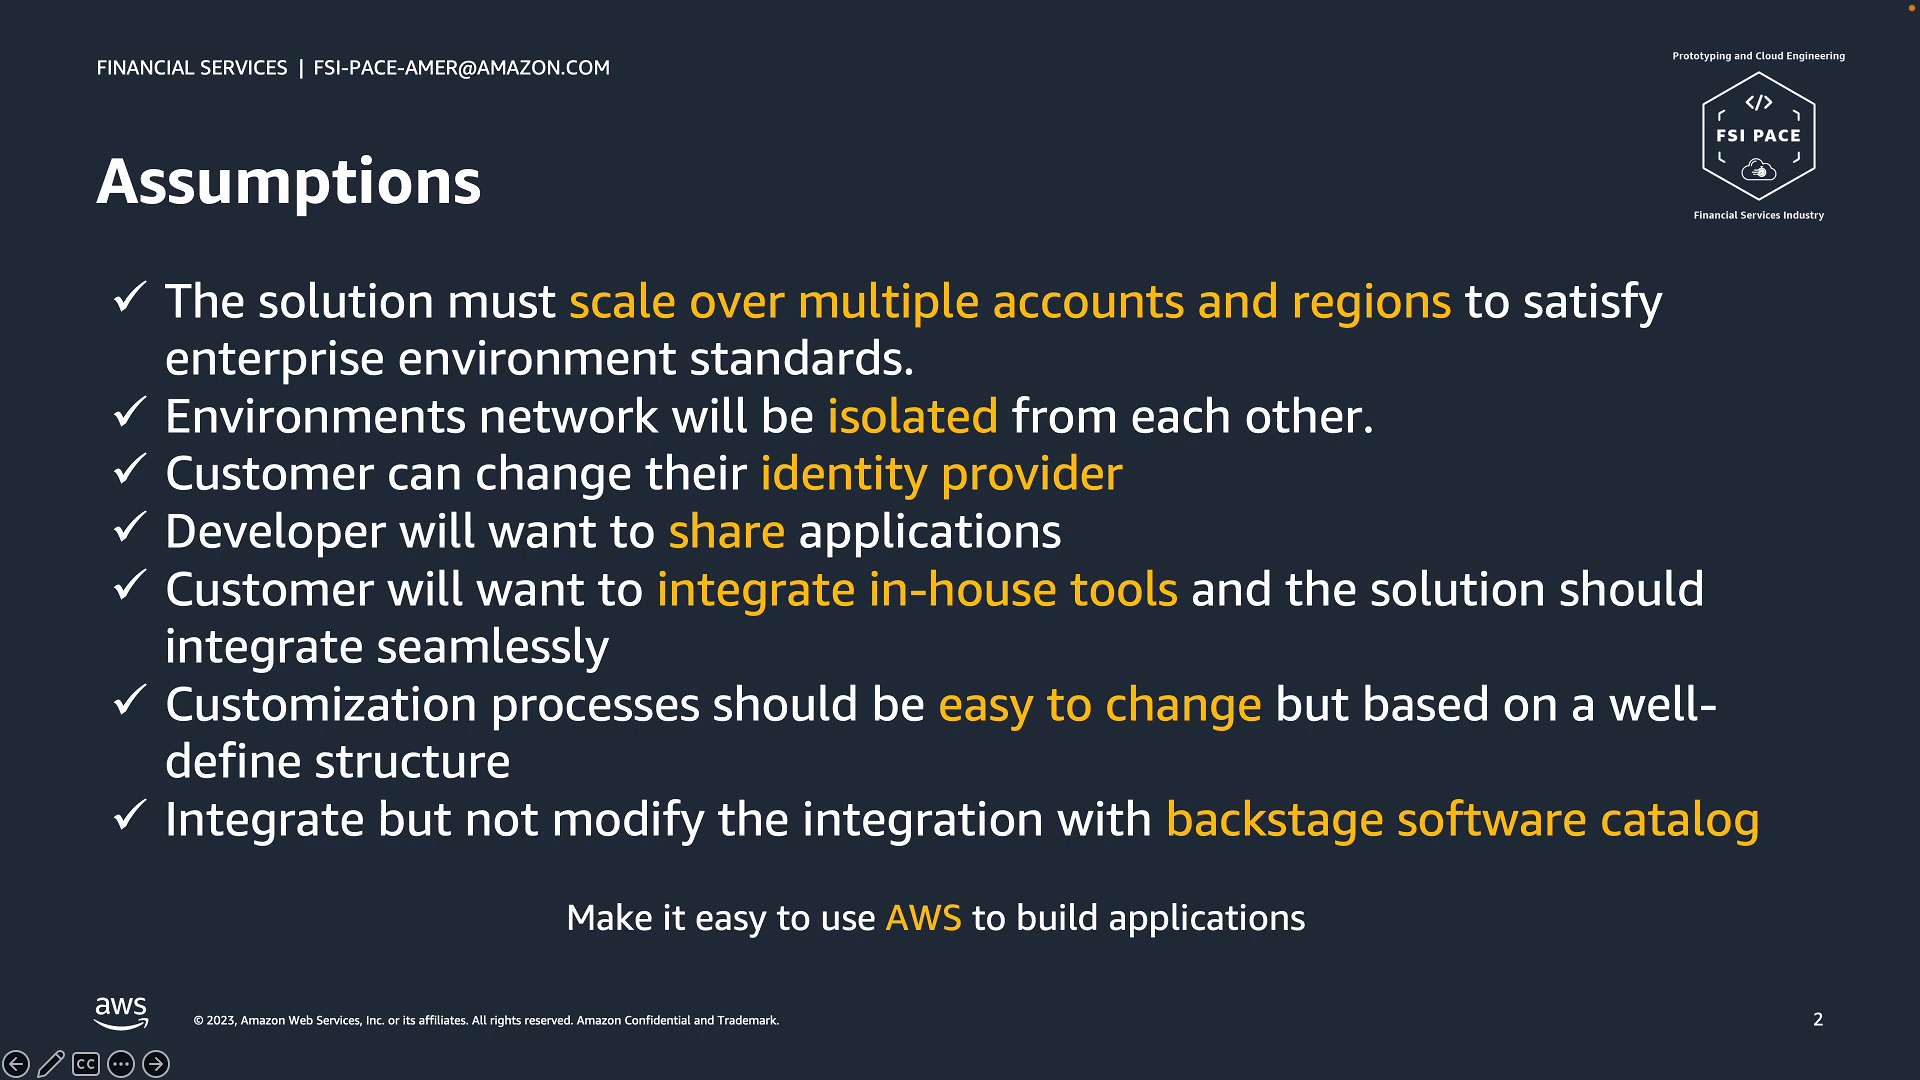 FINANCIAL SERVICES | FSI-PACE-AMER@AMAZON.COM
Prototyping and Cloud Engineering
</>
FSI PACE
Financial Services Industry
Assumptions
✓ The solution must scale over multiple accounts and regions to satisfy
enterprise environment standards.
✓ Environments network will be isolated from each other.
✓ Customer can change their identity provider
✓ Developer will want to share applications
✓ Customer will want to integrate in-house tools and the solution should
integrate seamlessly
✓ Customization processes should be easy to change but based on a well-
define structure
✓ Integrate but not modify the integration with backstage software catalog
Make it easy to use AWS to build applications
aws
© 2023, Amazon Web Services, Inc. or its affiliates. All rights reserved. Amazon Confidential and Trademark.
2
CC